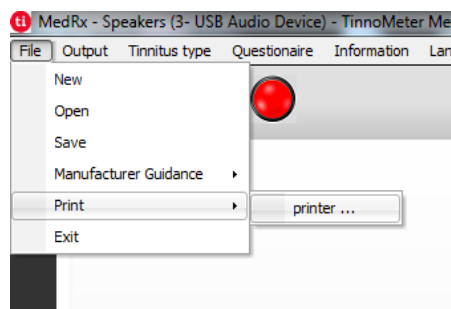 ti MedRx - Speakers (3- USB Audio Device) - TinnoMeter Me
File Output Tinnitus type Questionaire Information Lan
New
Open
Save
Manufacturer Guidance
Print
printer ...
Exit